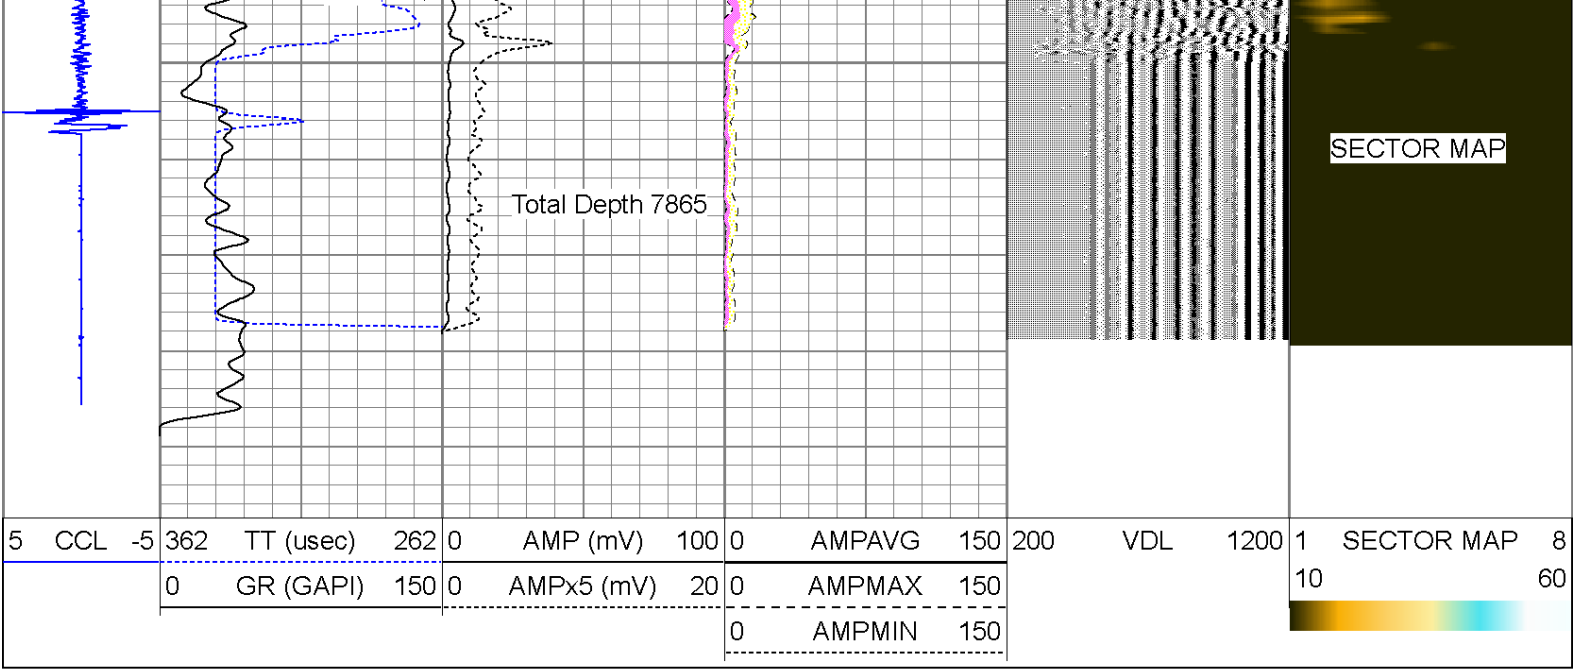 SECTOR MAP
Total Depth 7865
5 CCL -5 362 TT (usec) 262 0 AMP (mV) 100 0 AMPAVG 150 200 VDL 1200 1 SECTOR MAP 8
0 GR (GAPI) 150 0 AMPx5 (mV) 20 0 AMPMAX 150 10 60
0 AMPMIN 150